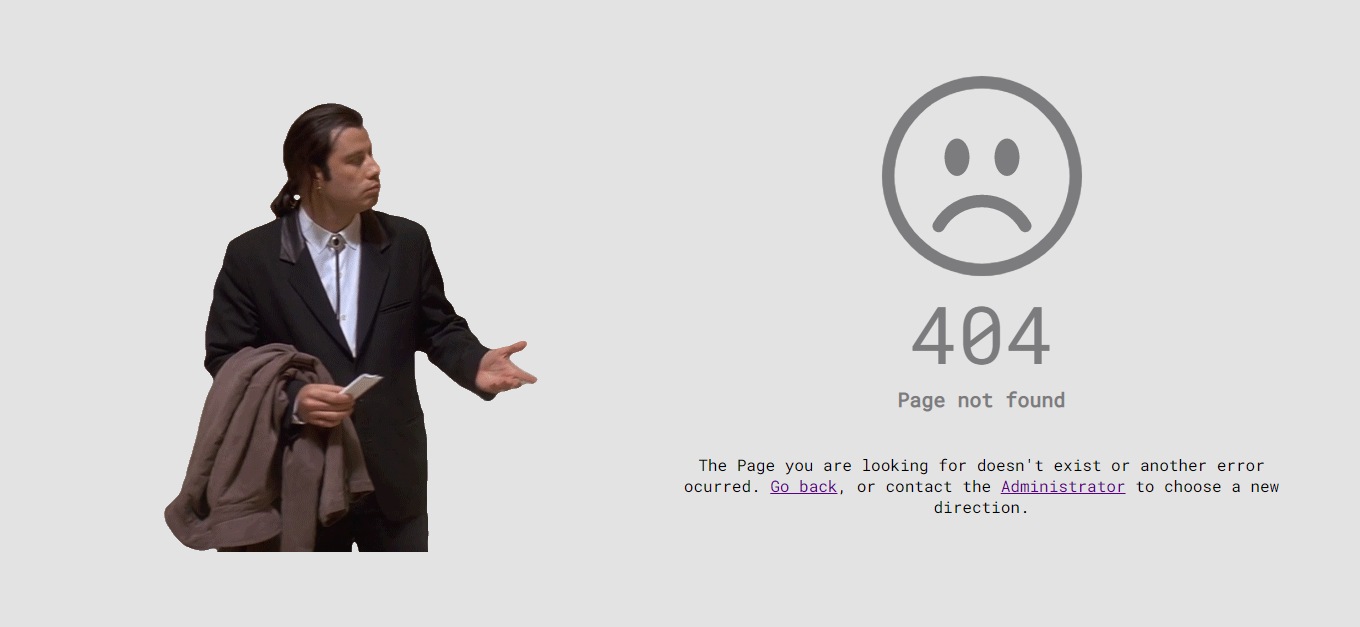 404
Page not found
The Page you are looking for doesn't exist or another error
ocurred. Go back, or contact the Administrator to choose a new
direction.